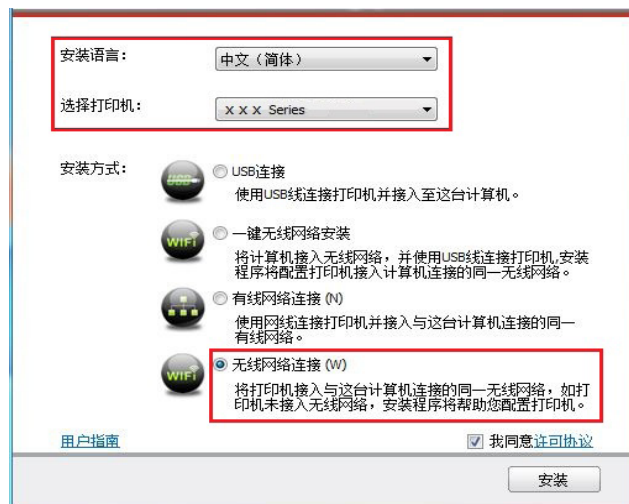 安装语言：
中文（简体）
选择打印机：
x x x Series
安装方式：
USB
USB连接
使用USB线连接打印机并接入至这台计算机。
WiFi
一键无线网络安装
将计算机接入无线网络，并使用USB线连接打印机,安装
程序将配置打印机接入计算机连接的同一无线网络。
有线网络连接 (N)
使用网线连接打印机并接入与这台计算机连接的同一
有线网络。
WiFi
无线网络连接 (W)
将打印机接入与这台计算机连接的同一无线网络，如打
印机未接入无线网络，安装程序将帮助您配置打印机。
用户指南
我同意许可协议
安装